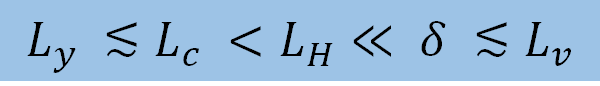 L_y ≲ L_c < L_H ≪ δ ≲ L_v